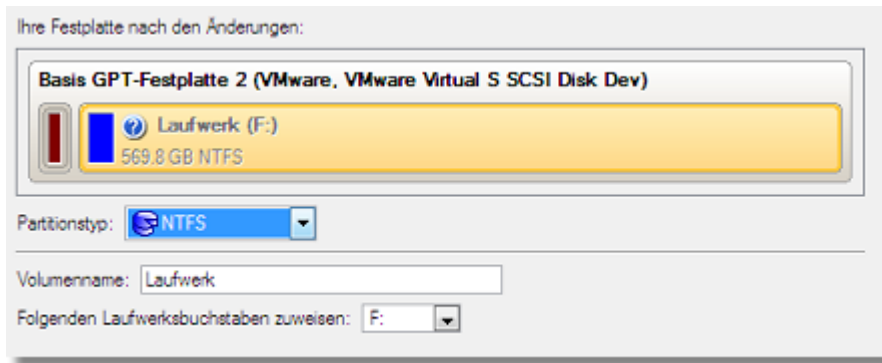 Ihre Festplatte nach den Änderungen:
Basis GPT-Festplatte 2 (VMware, VMware Virtual S SCSI Disk Dev)
Laufwerk (F:)
569.8 GB NTFS
Partitionstyp: NTFS
Volumenname: Laufwerk
Folgenden Laufwerksbuchstaben zuweisen: F: